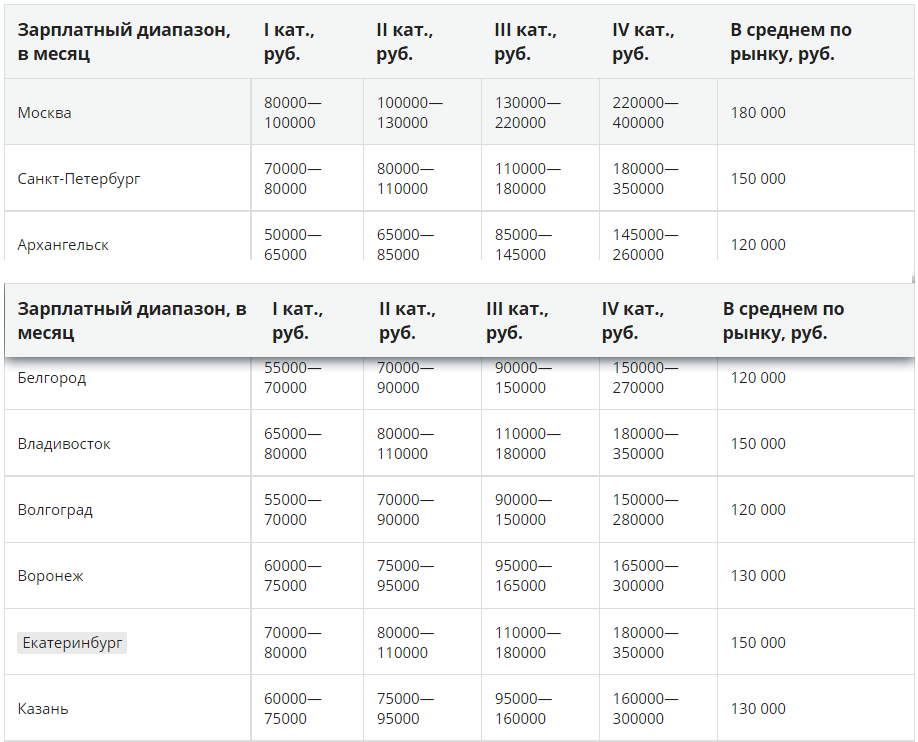 Зарплатный диапазон, I кат., II кат., III кат., IV кат., В среднем по
в месяц руб. руб. руб. руб. рынку, руб.
80000— 100000— 130000— 220000—
Москва 180 000
100000 130000 220000 400000
70000— 80000— 110000— 180000—
Санкт-Петербург 150 000
80000 110000 180000 350000
50000— 65000— 85000— 145000—
Архангельск 120 000
65000 85000 145000 260000
Зарплатный диапазон, в I кат., II кат., III кат., IV кат., В среднем по
месяц руб. руб. руб. руб. рынку, руб.
55000— 70000— 90000— 150000—
Белгород 120 000
70000 90000 150000 270000
65000— 80000— 110000— 180000—
Владивосток 150 000
80000 110000 180000 350000
55000— 70000— 90000— 150000—
Волгоград 120 000
70000 90000 150000 280000
60000— 75000— 95000— 165000—
Воронеж 130 000
75000 95000 165000 300000
70000— 80000— 110000— 180000—
Екатеринбург 150 000
80000 110000 180000 350000
60000— 75000— 95000— 160000—
Казань 130 000
75000 95000 160000 300000